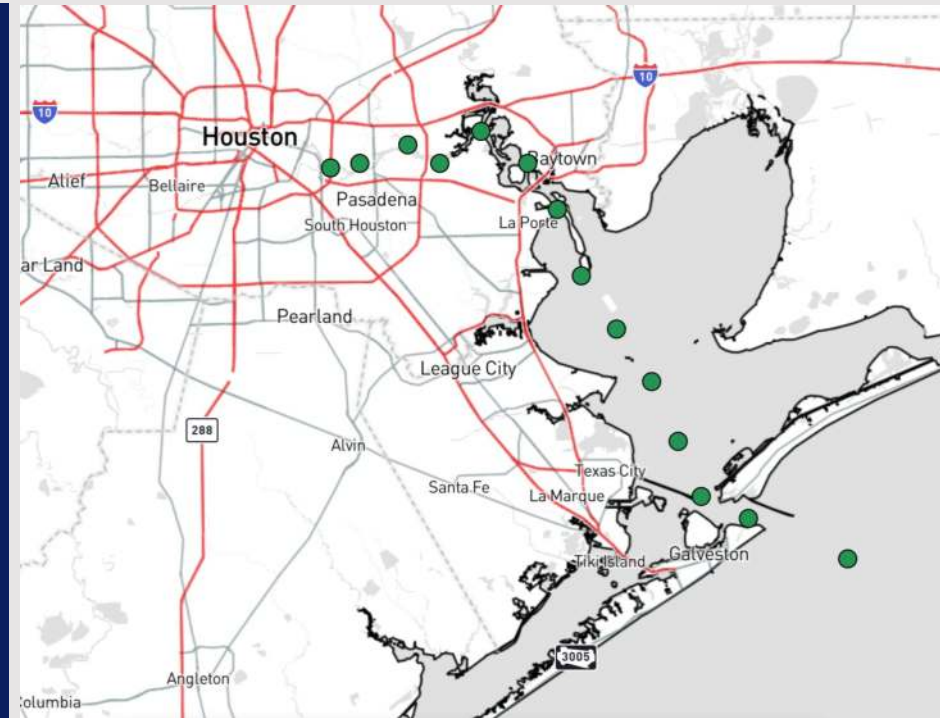 10
10
Houston
Baytown
Alief
Bellaire
Pasadena
South Houston
La Porte
ar Land
Pearland
League City
288
Alvin
Texas City
Santa Fe
La Marque
Galveston
Tiki Island
3005
Angleton
Columbia